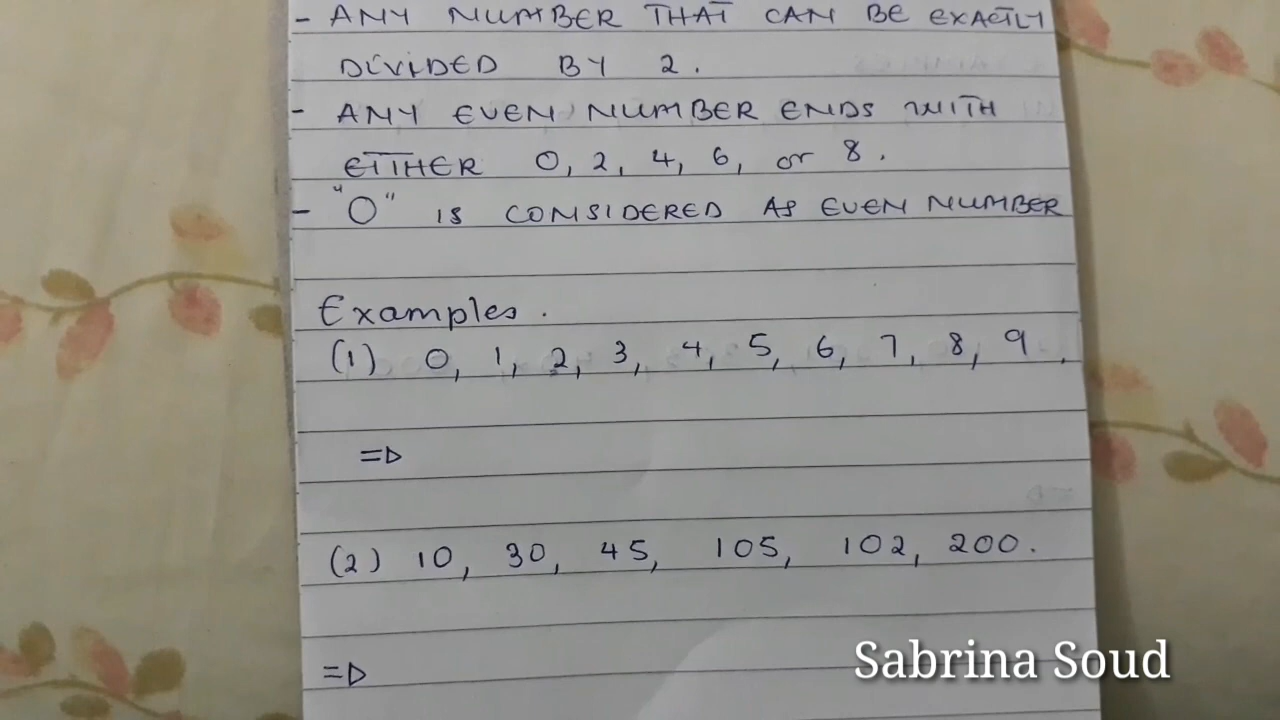 - ANY NUMBER THAT CAN BE EXACTLY
DIVIDED BY 2.
- ANY EVEN NUMBER ENDS WITH
EITHER 0, 2, 4, 6, or 8.
- "0" IS CONSIDERED AS EVEN NUMBER
Examples.
(1) 0, 1, 2, 3, 4, 5, 6, 7, 8, 9,
⇒
(2) 10, 30, 45, 105, 102, 200.
⇒
Sabrina Soud